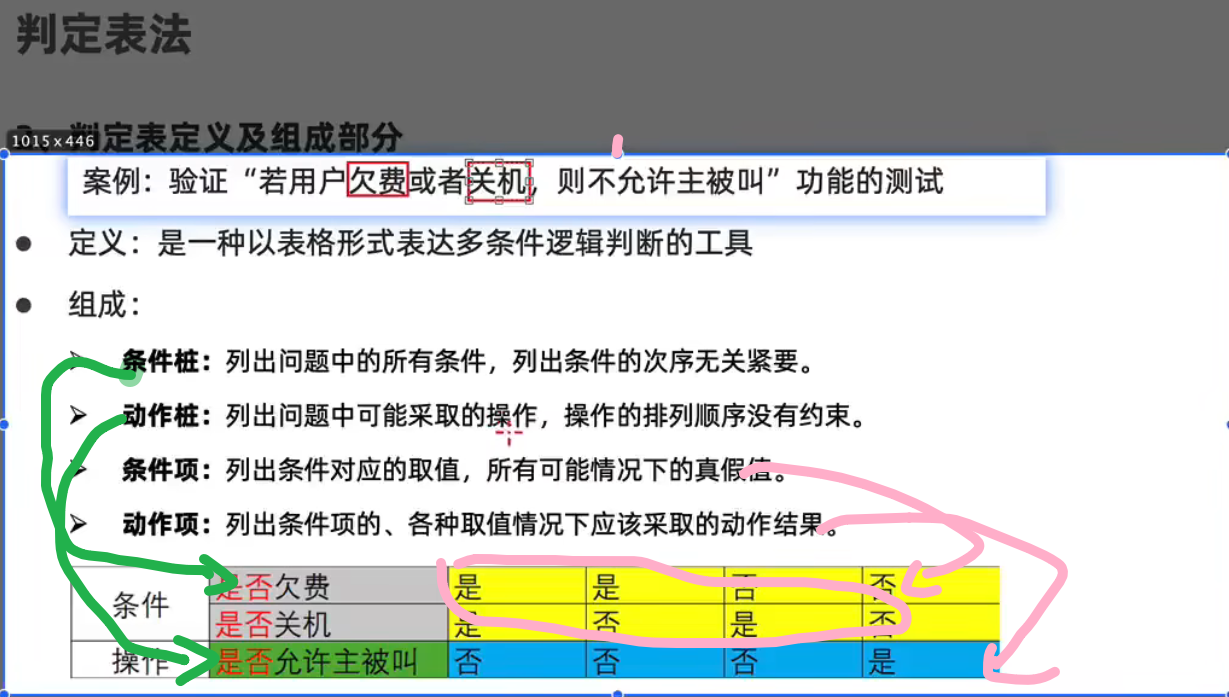 判定表法
判定表定义及组成部分
1015 x 446
案例：验证“若用户欠费或者关机，则不允许主被叫”功能的测试
● 定义：是一种以表格形式表达多条件逻辑判断的工具
● 组成：
➢ 条件桩：列出问题中的所有条件，列出条件的次序无关紧要。
➢ 动作桩：列出问题中可能采取的操作，操作的排列顺序没有约束。
➢ 条件项：列出条件对应的取值，所有可能情况下的真假值。
➢ 动作项：列出条件项的、各种取值情况下应该采取的动作结果。
条件 是否欠费 是 是 否 否
是否关机 是 否 是 否
操作 是否允许主被叫 否 否 否 是